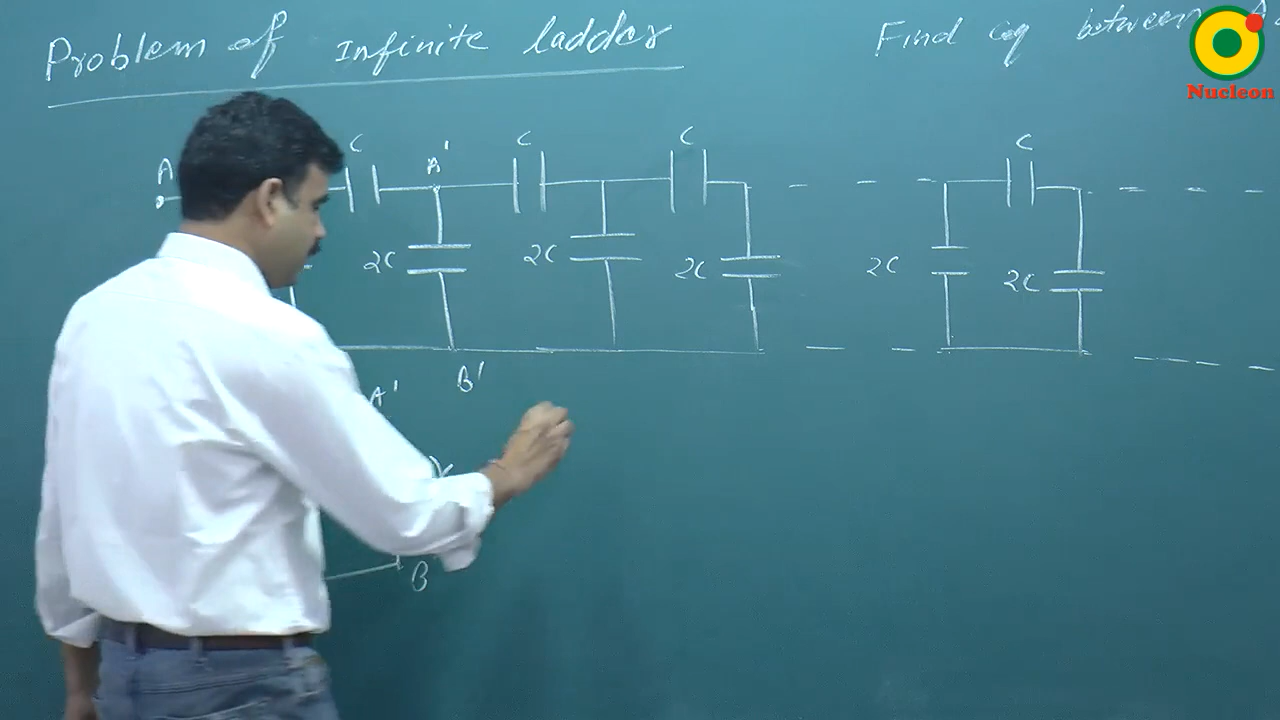 Problem of Infinite ladder
Find Ceq between A
Nucleon
A C A' C C C
2C 2C 2C 2C 2C
B'
A'
B